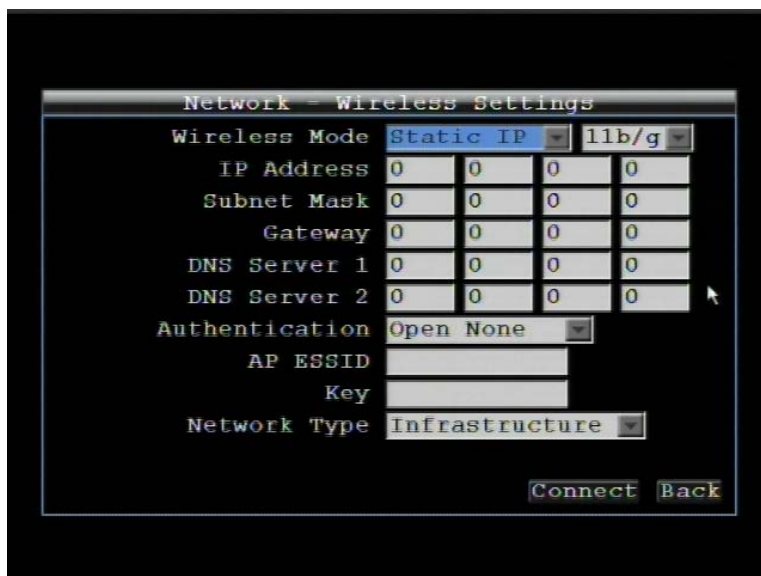 Network - Wireless Settings
Wireless Mode Static IP 11b/g
IP Address 0 0 0 0
Subnet Mask 0 0 0 0
Gateway 0 0 0 0
DNS Server 1 0 0 0 0
DNS Server 2 0 0 0 0
Authentication Open None
AP ESSID
Key
Network Type Infrastructure
Connect Back